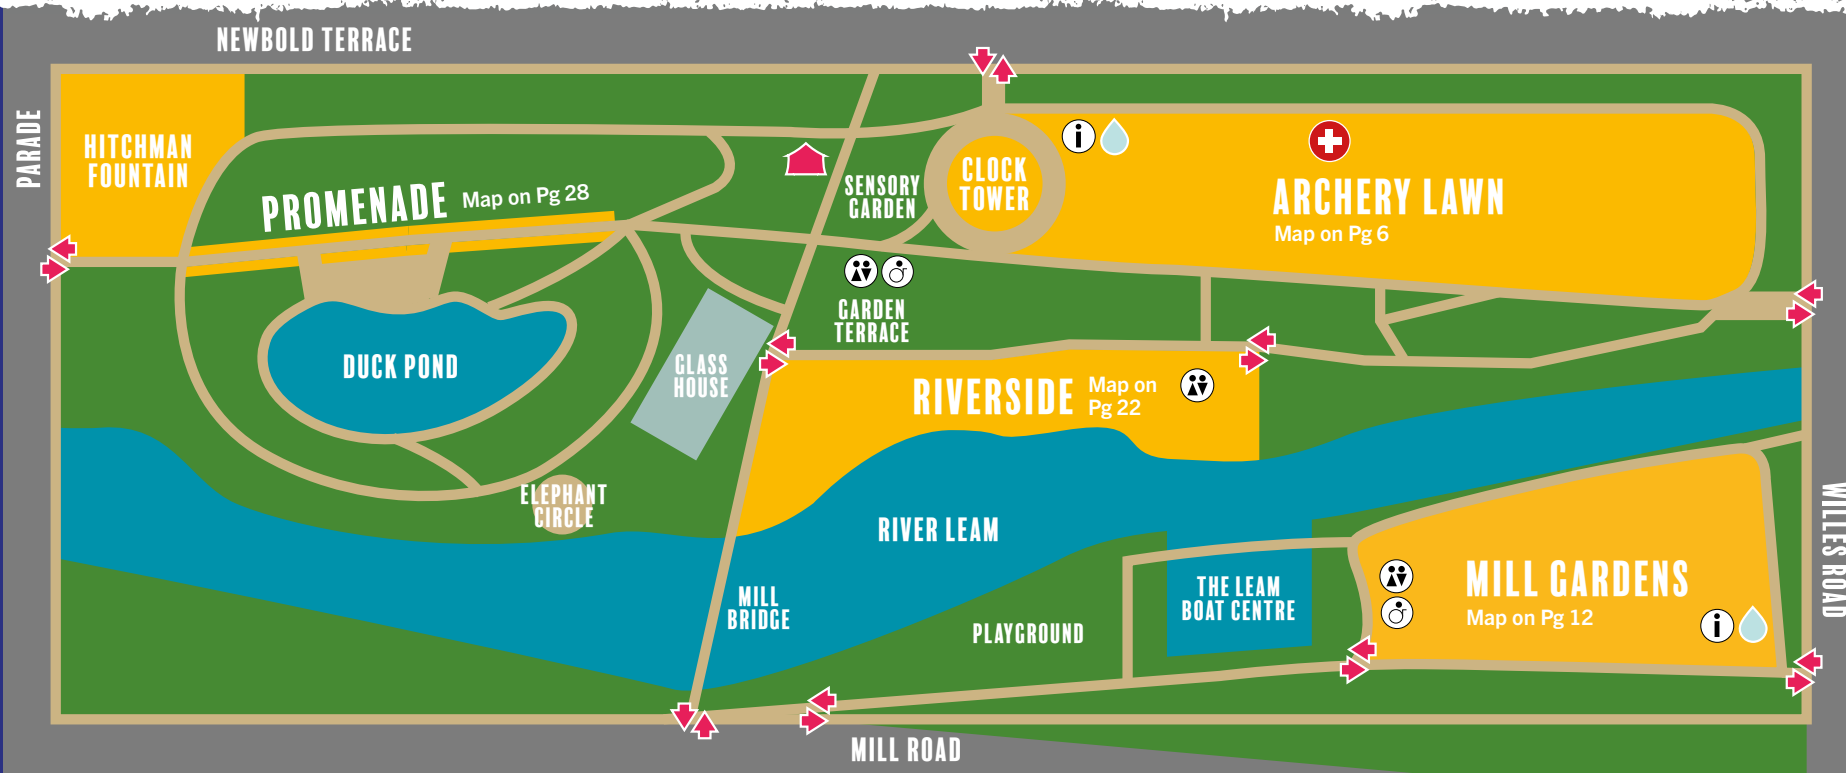 NEWBOLD TERRACE
PARADE
HITCHMAN
FOUNTAIN
PROMENADE
Map on Pg 28
SENSORY
GARDEN
CLOCK
TOWER
i
ARCHERY LAWN
Map on Pg 6
GARDEN
TERRACE
DUCK POND
GLASS
HOUSE
RIVERSIDE
Map on
Pg 22
ELEPHANT
CIRCLE
RIVER LEAM
MILL
BRIDGE
PLAYGROUND
THE LEAM
BOAT CENTRE
MILL GARDENS
Map on Pg 12
i
WILLES ROAD
MILL ROAD